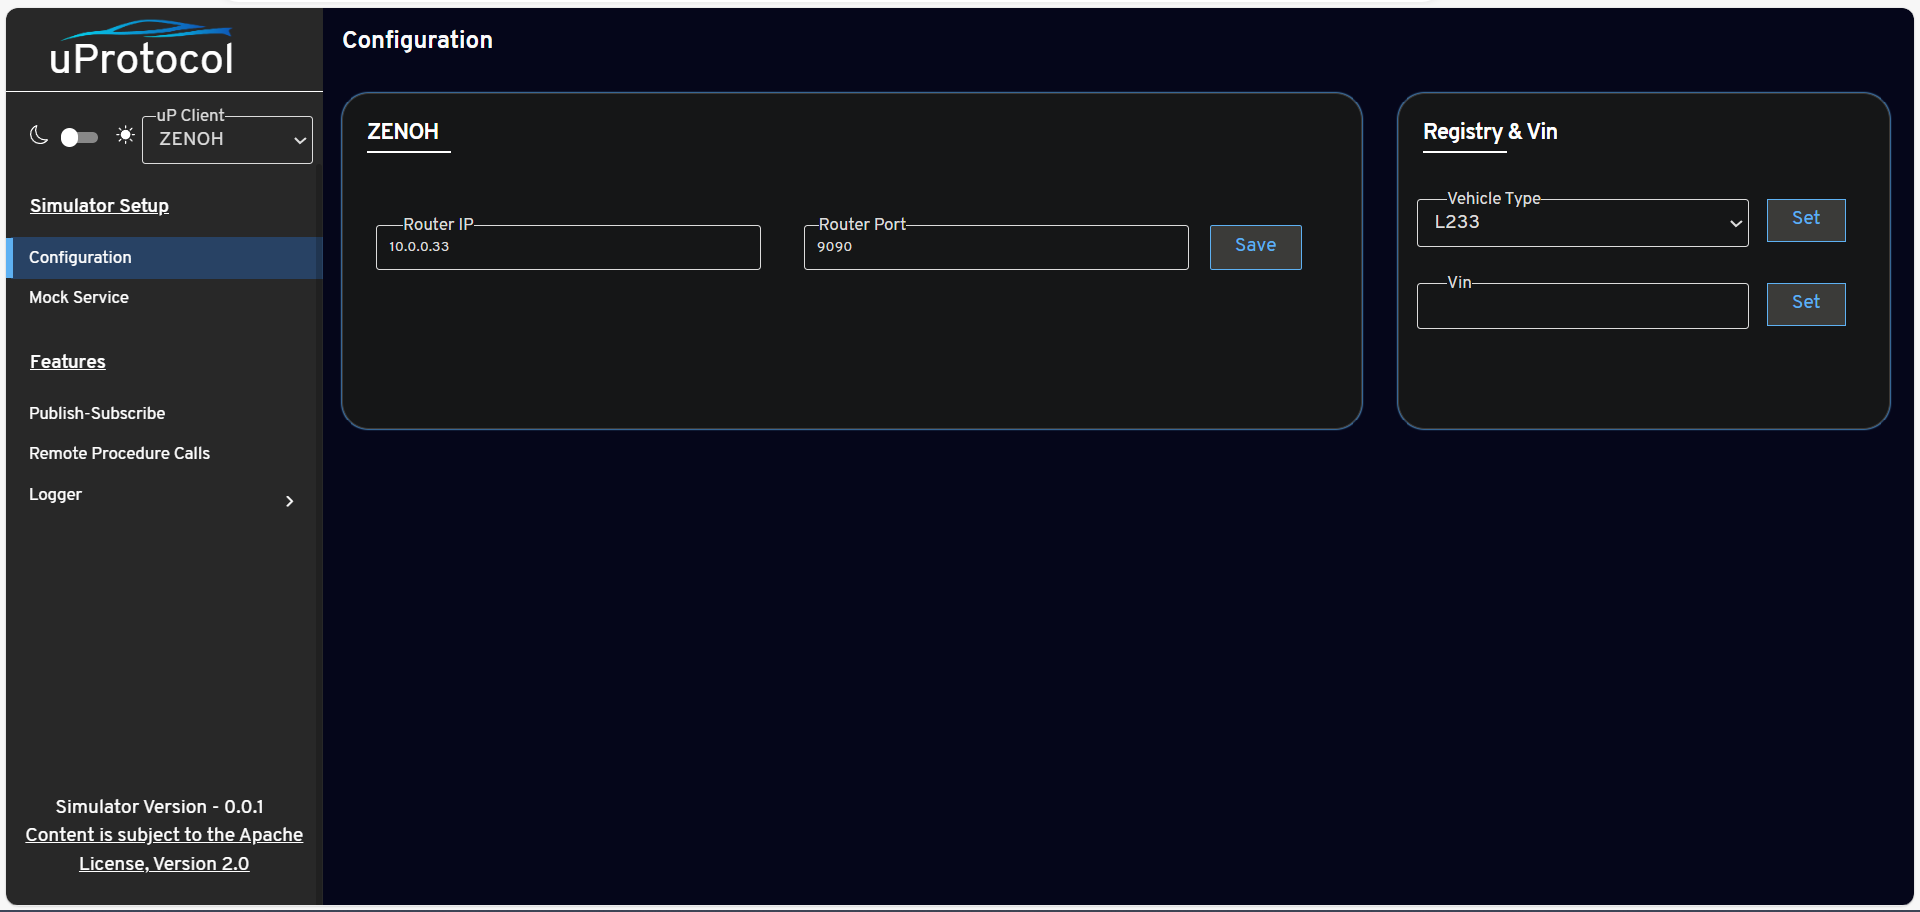 uProtocol
uP Client
ZENOH
Simulator Setup
Configuration
Mock Service
Features
Publish-Subscribe
Remote Procedure Calls
Logger
Simulator Version - 0.0.1
Content is subject to the Apache
License, Version 2.0
Configuration
ZENOH
Router IP
10.0.0.33
Router Port
9090
Save
Registry & Vin
Vehicle Type
L233
Set
Vin
Set